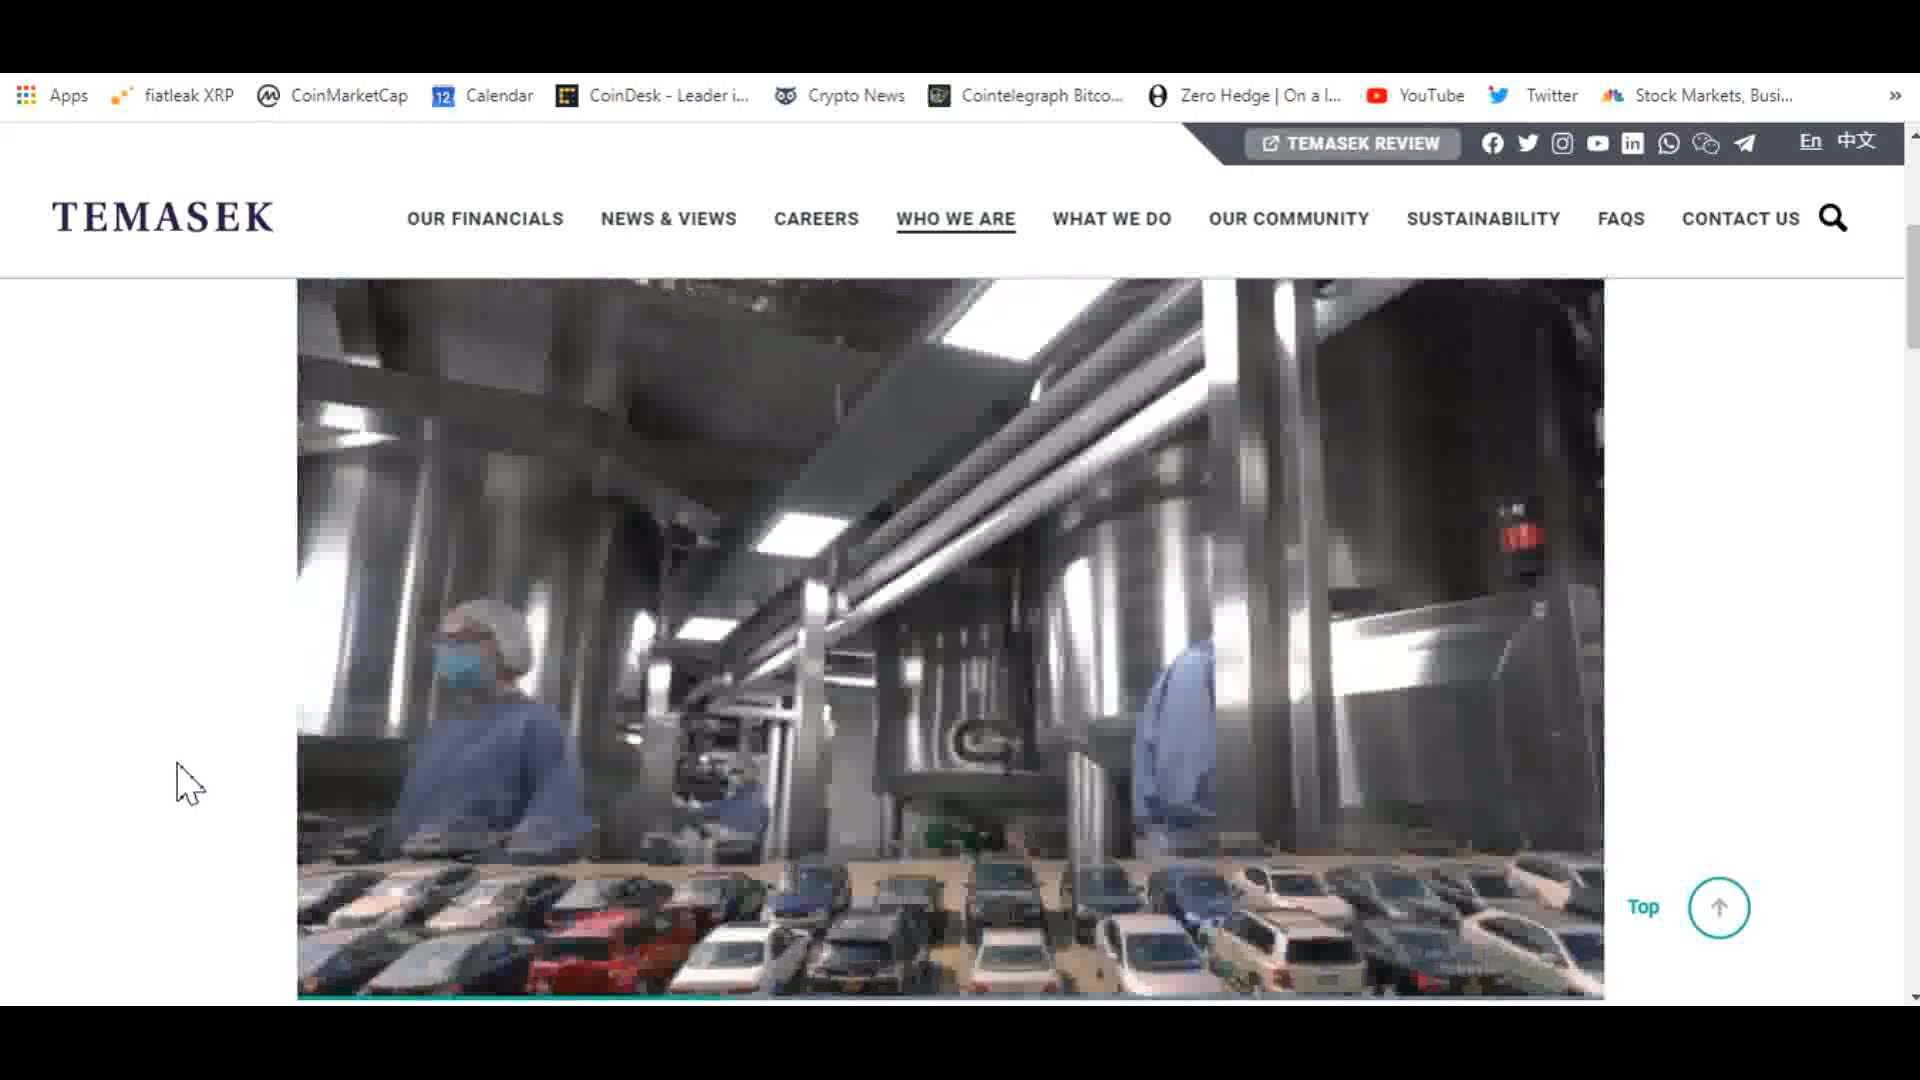 Apps fiatleak XRP CoinMarketCap 12 Calendar CoinDesk - Leader i... Crypto News Cointelegraph Bitco... Zero Hedge | On a l... YouTube Twitter Stock Markets, Busi... »
TEMASEK REVIEW En 中文
TEMASEK OUR FINANCIALS NEWS & VIEWS CAREERS WHO WE ARE WHAT WE DO OUR COMMUNITY SUSTAINABILITY FAQS CONTACT US
Top